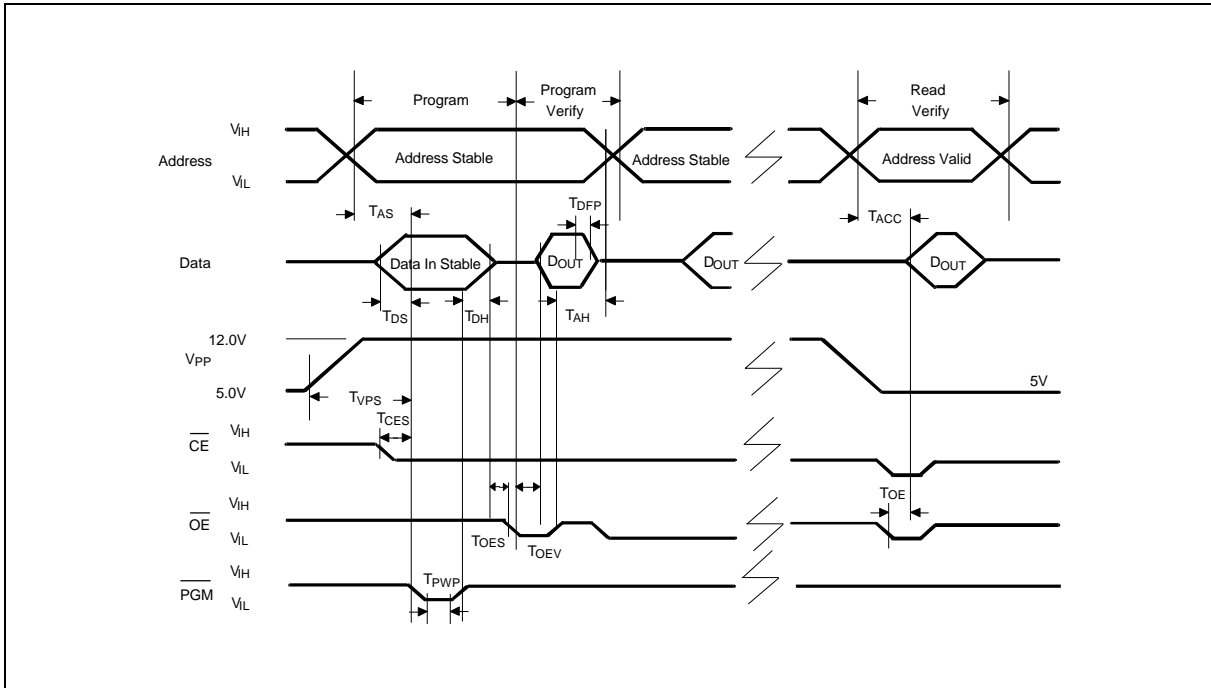 Program
Program
Verify
Read
Verify
Address
VIH
VIL
Address Stable
Address Stable
Address Valid
TAS
TDFP
TACC
Data
Data In Stable
DOUT
DOUT
DOUT
TDS
TDH
TAH
12.0V
VPP
5.0V
5V
TVPS
TCES
CE
VIH
VIL
OE
VIH
VIL
TOES
TOEV
TOE
PGM
VIH
VIL
TPWP